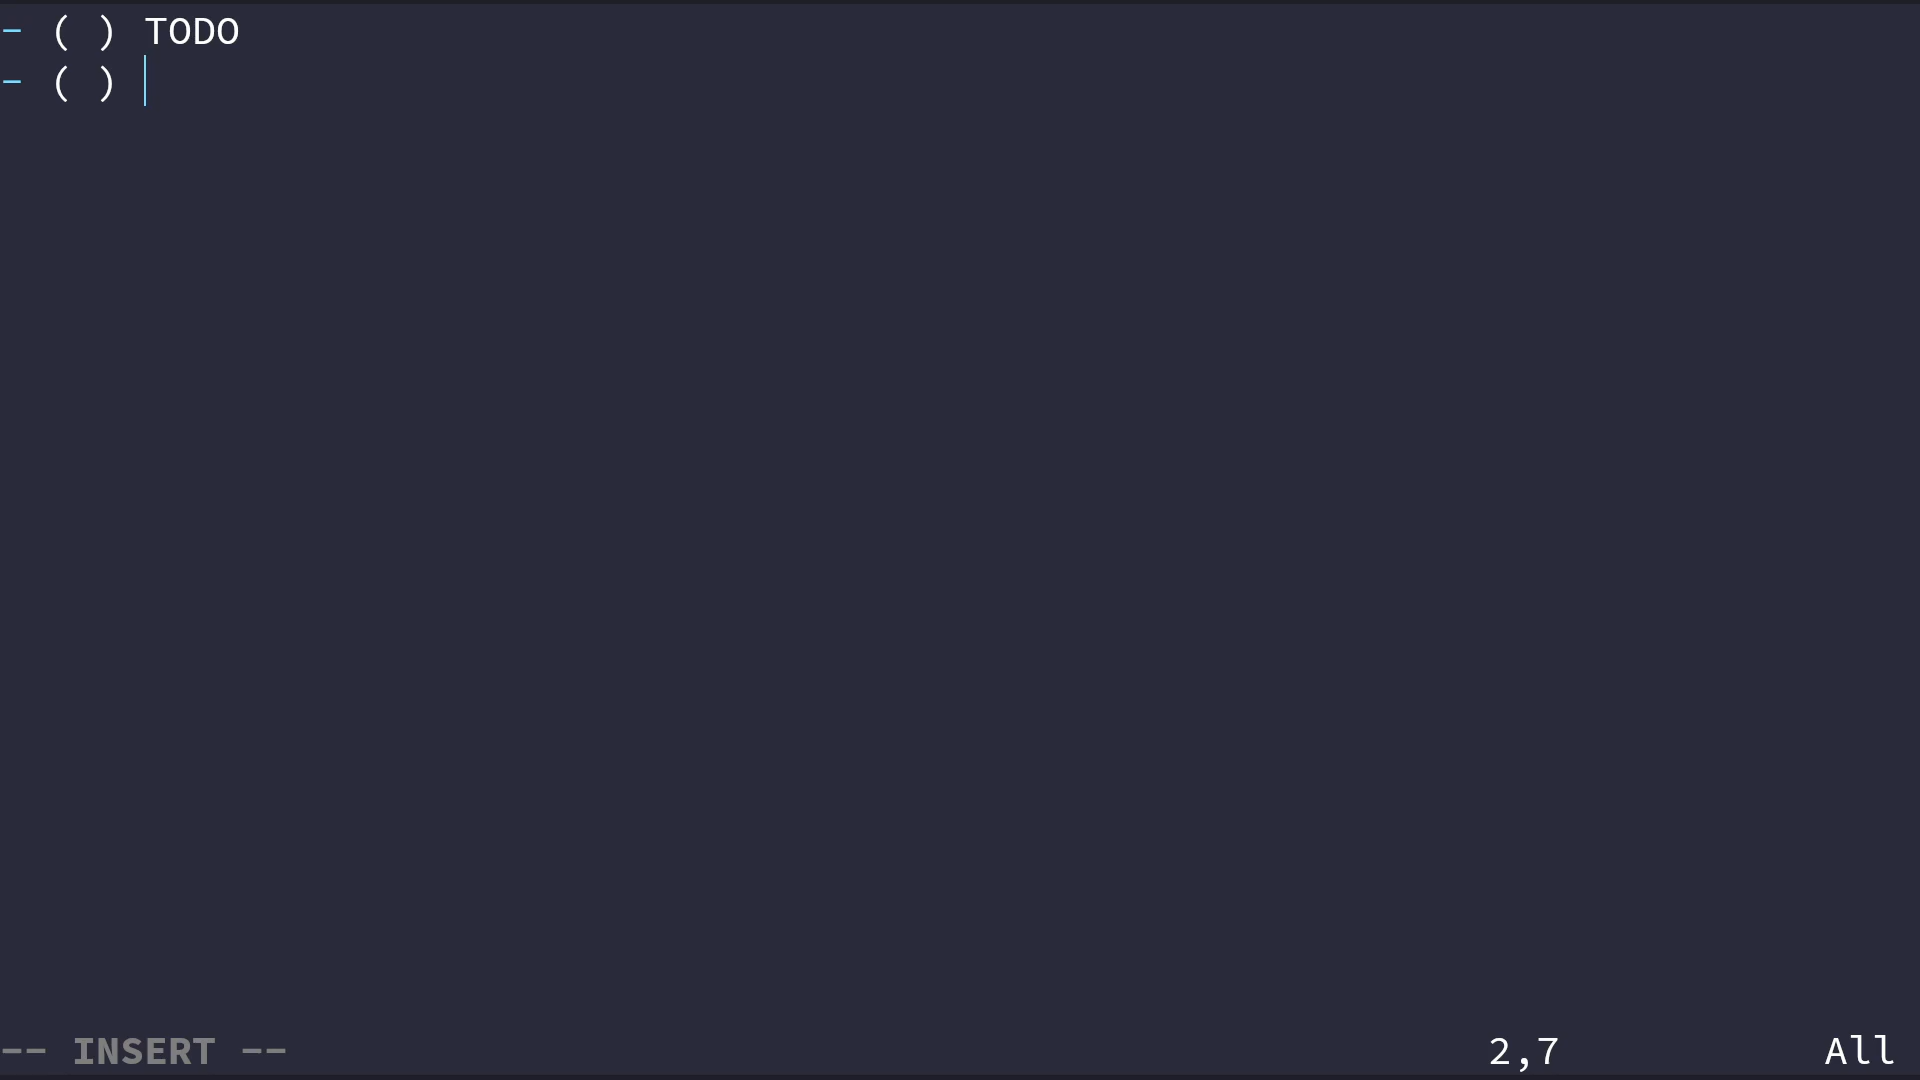 - ( ) TODO
- ( )
-- INSERT -- 2,7 All